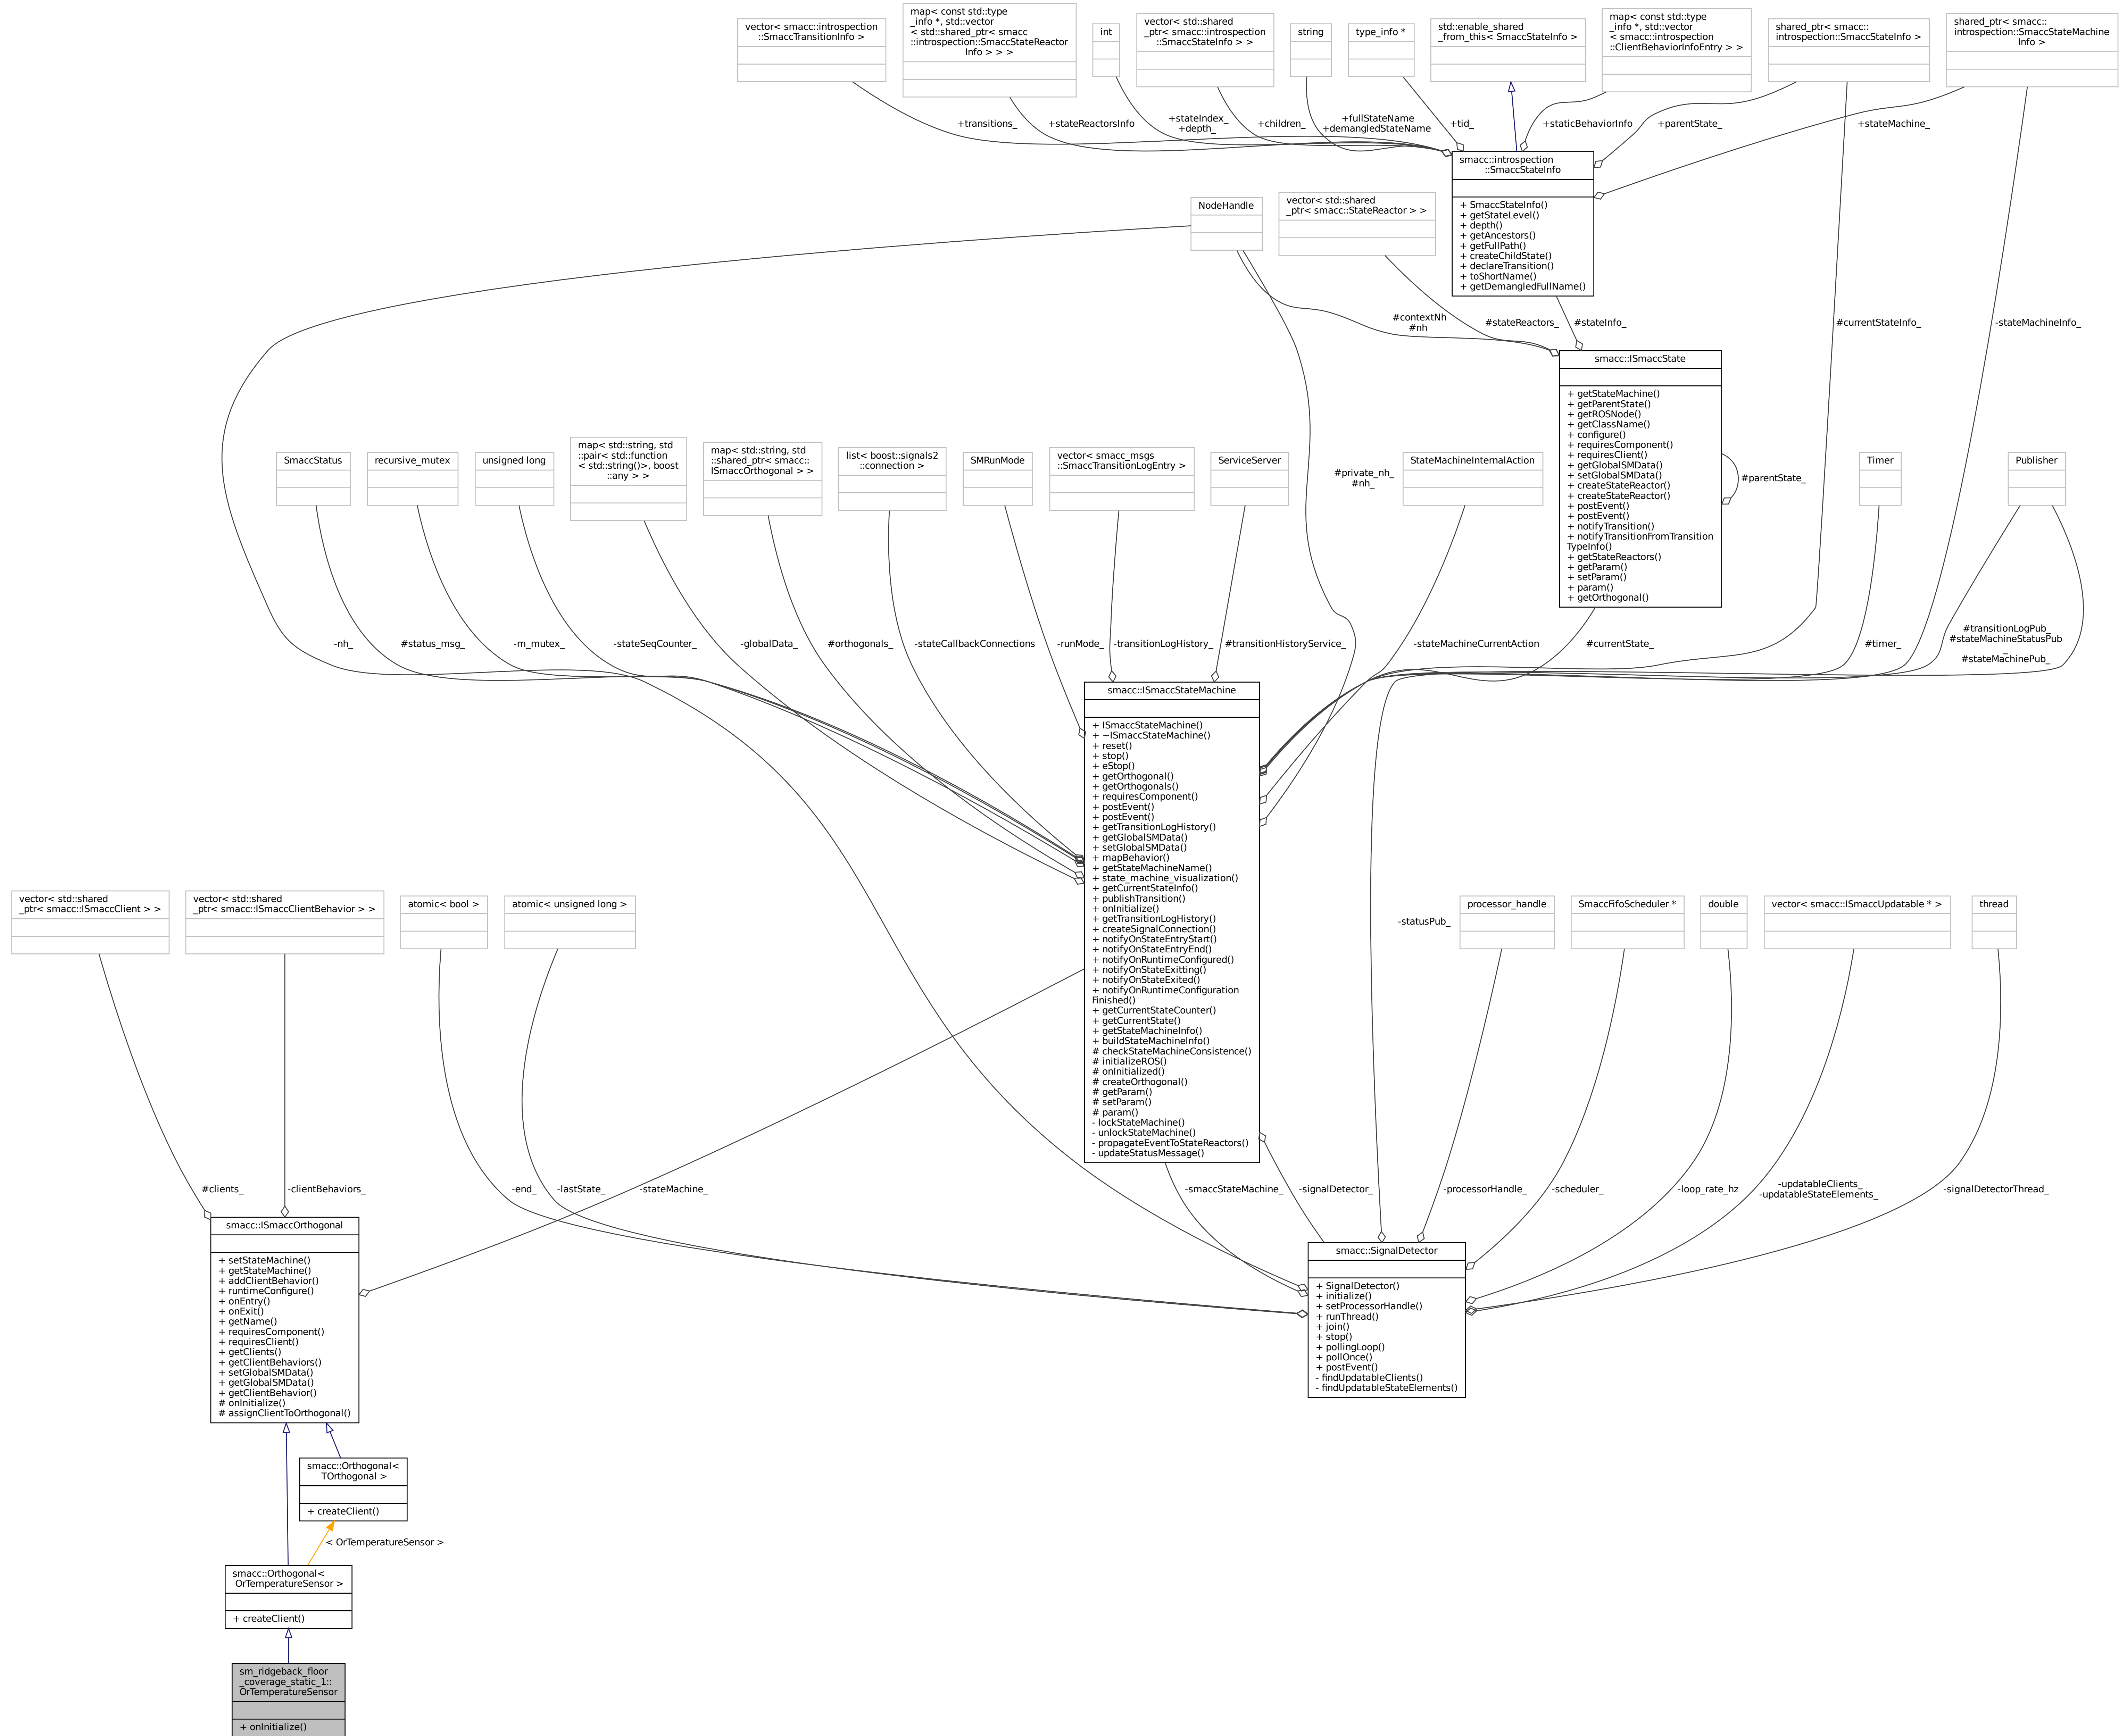 vector< smacc::introspection
::SmaccTransitionInfo >
map< const std::type
_info *, std::vector
< std::shared_ptr< smacc
::introspection::SmaccStateReactor
Info > > >
int
vector< std::shared
_ptr< smacc::introspection
::SmaccStateInfo > >
string
type_info *
std::enable_shared
_from_this< SmaccStateInfo >
map< const std::type
_info *, std::vector
< smacc::introspection
::ClientBehaviorInfoEntry > >
shared_ptr< smacc::
introspection::SmaccStateInfo >
shared_ptr< smacc::
introspection::SmaccStateMachine
Info >
+transitions_
+stateReactorsInfo
+stateIndex_
+depth_
+children_
+fullStateName
+demangledStateName
+tid_
+staticBehaviorInfo
+parentState_
+stateMachine_
smacc::introspection
::SmaccStateInfo
+ SmaccStateInfo()
+ getStateLevel()
+ depth()
+ getAncestors()
+ getFullPath()
+ createChildState()
+ declareTransition()
+ toShortName()
+ getDemangledFullName()
NodeHandle
vector< std::shared
_ptr< smacc::StateReactor > >
#contextNh
#nh
#stateReactors_
#stateInfo_
#currentStateInfo_
-stateMachineInfo_
smacc::ISmaccState
+ getStateMachine()
+ getParentState()
+ getROSNode()
+ getClassName()
+ configure()
+ requiresComponent()
+ requiresClient()
+ getGlobalSMData()
+ setGlobalSMData()
+ createStateReactor()
+ createStateReactor()
+ postEvent()
+ postEvent()
+ notifyTransition()
+ notifyTransitionFromTransition
TypeInfo()
+ getStateReactors()
+ getParam()
+ setParam()
+ param()
+ getOrthogonal()
#parentState_
SmaccStatus
recursive_mutex
unsigned long
map< std::string, std
::pair< std::function
< std::string()>, boost
::any > >
map< std::string, std
::shared_ptr< smacc::
ISmaccOrthogonal > >
list< boost::signals2
::connection >
SMRunMode
vector< smacc_msgs
::SmaccTransitionLogEntry >
ServiceServer
#private_nh_
#nh_
StateMachineInternalAction
Timer
Publisher
-nh_
#status_msg_
-m_mutex_
-stateSeqCounter_
-globalData_
#orthogonals_
-stateCallbackConnections
-runMode_
-transitionLogHistory_
#transitionHistoryService_
-stateMachineCurrentAction
#currentState_
#timer_
#transitionLogPub_
#stateMachineStatusPub
_
#stateMachinePub_
smacc::ISmaccStateMachine
+ ISmaccStateMachine()
+ ~ISmaccStateMachine()
+ reset()
+ stop()
+ eStop()
+ getOrthogonal()
+ getOrthogonals()
+ requiresComponent()
+ postEvent()
+ postEvent()
+ getTransitionLogHistory()
+ getGlobalSMData()
+ setGlobalSMData()
+ mapBehavior()
+ getStateMachineName()
+ state_machine_visualization()
+ getCurrentStateInfo()
+ publishTransition()
+ onInitialize()
+ getTransitionLogHistory()
+ createSignalConnection()
+ notifyOnStateEntryStart()
+ notifyOnStateEntryEnd()
+ notifyOnRuntimeConfigured()
+ notifyOnStateExitting()
+ notifyOnStateExited()
+ notifyOnRuntimeConfiguration
Finished()
+ getCurrentStateCounter()
+ getCurrentState()
+ getStateMachineInfo()
+ buildStateMachineInfo()
# checkStateMachineConsistence()
# initializeROS()
# onInitialized()
# createOrthogonal()
# getParam()
# setParam()
# param()
- lockStateMachine()
- unlockStateMachine()
- propagateEventToStateReactors()
- updateStatusMessage()
vector< std::shared
_ptr< smacc::ISmaccClient > >
vector< std::shared
_ptr< smacc::ISmaccClientBehavior > >
atomic< bool >
atomic< unsigned long >
-statusPub_
processor_handle
SmaccFifoScheduler *
double
vector< smacc::ISmaccUpdatable * >
thread
#clients_
-clientBehaviors_
-end_
-lastState_
-stateMachine_
-smaccStateMachine_
-signalDetector_
-processorHandle_
-scheduler_
-loop_rate_hz
-updatableClients_
-updatableStateElements_
-signalDetectorThread_
smacc::ISmaccOrthogonal
+ setStateMachine()
+ getStateMachine()
+ addClientBehavior()
+ runtimeConfigure()
+ onEntry()
+ onExit()
+ getName()
+ requiresComponent()
+ requiresClient()
+ getClients()
+ getClientBehaviors()
+ setGlobalSMData()
+ getGlobalSMData()
+ getClientBehavior()
# onInitialize()
# assignClientToOrthogonal()
smacc::SignalDetector
+ SignalDetector()
+ initialize()
+ setProcessorHandle()
+ runThread()
+ join()
+ stop()
+ pollingLoop()
+ pollOnce()
+ postEvent()
- findUpdatableClients()
- findUpdatableStateElements()
smacc::Orthogonal<
TOrthogonal >
+ createClient()
< OrTemperatureSensor >
smacc::Orthogonal<
OrTemperatureSensor >
+ createClient()
sm_ridgeback_floor
_coverage_static_1::
OrTemperatureSensor
+ onInitialize()